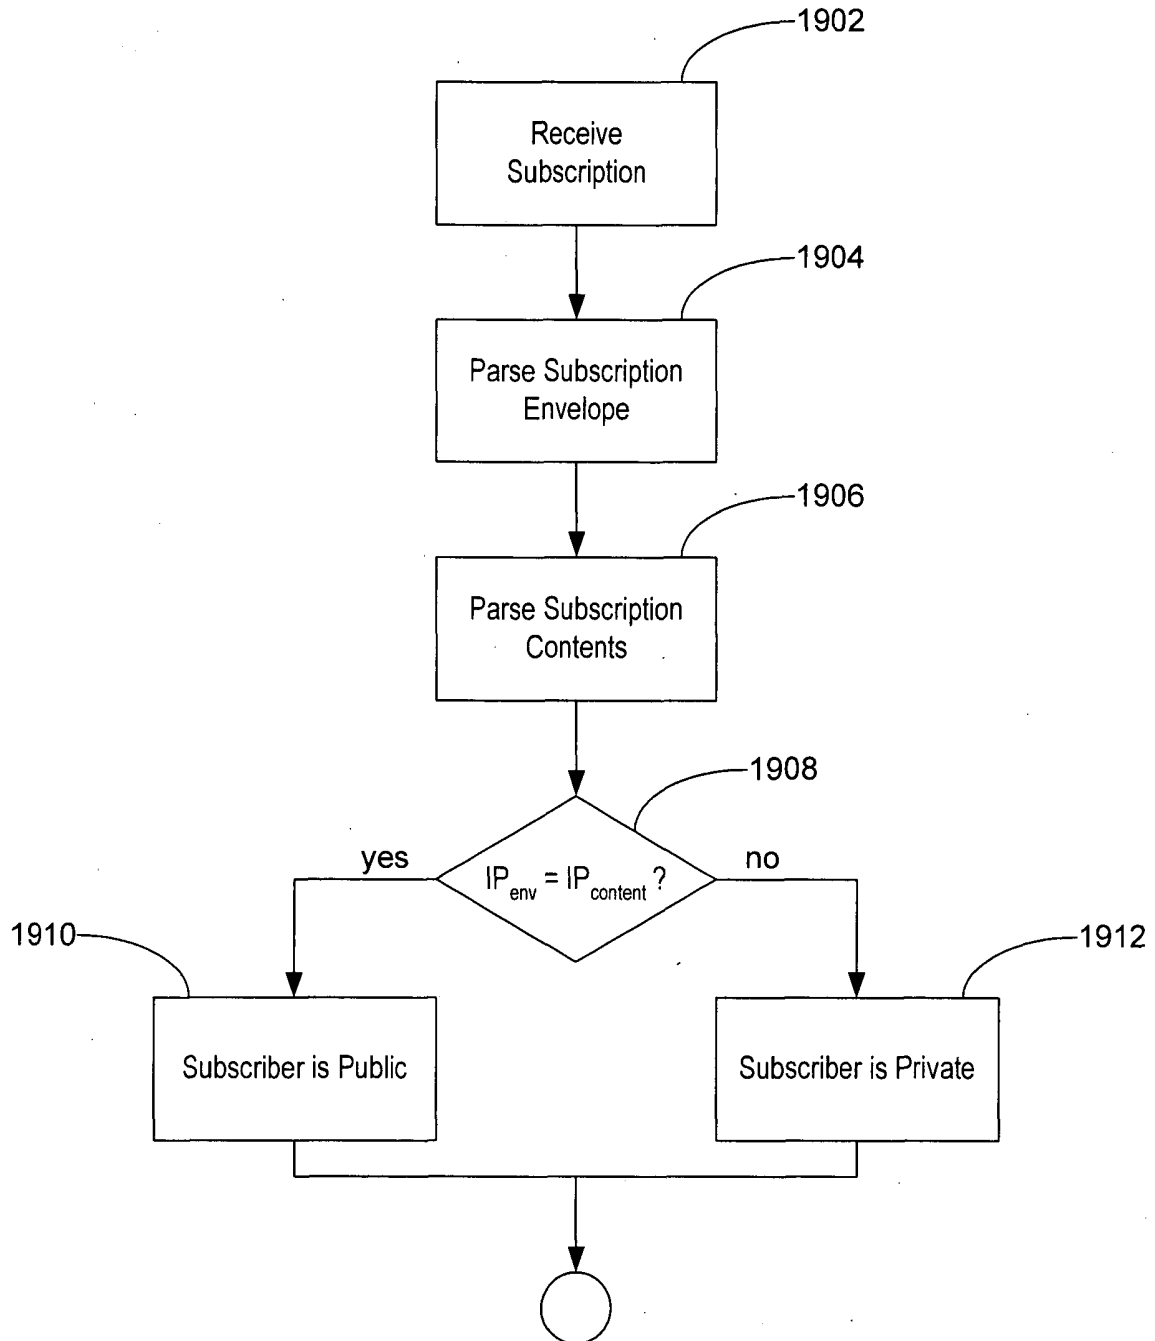 1902
Receive
Subscription
1904
Parse Subscription
Envelope
1906
Parse Subscription
Contents
1908
yes
IPenv = IPcontent ?
no
1910
1912
Subscriber is Public
Subscriber is Private